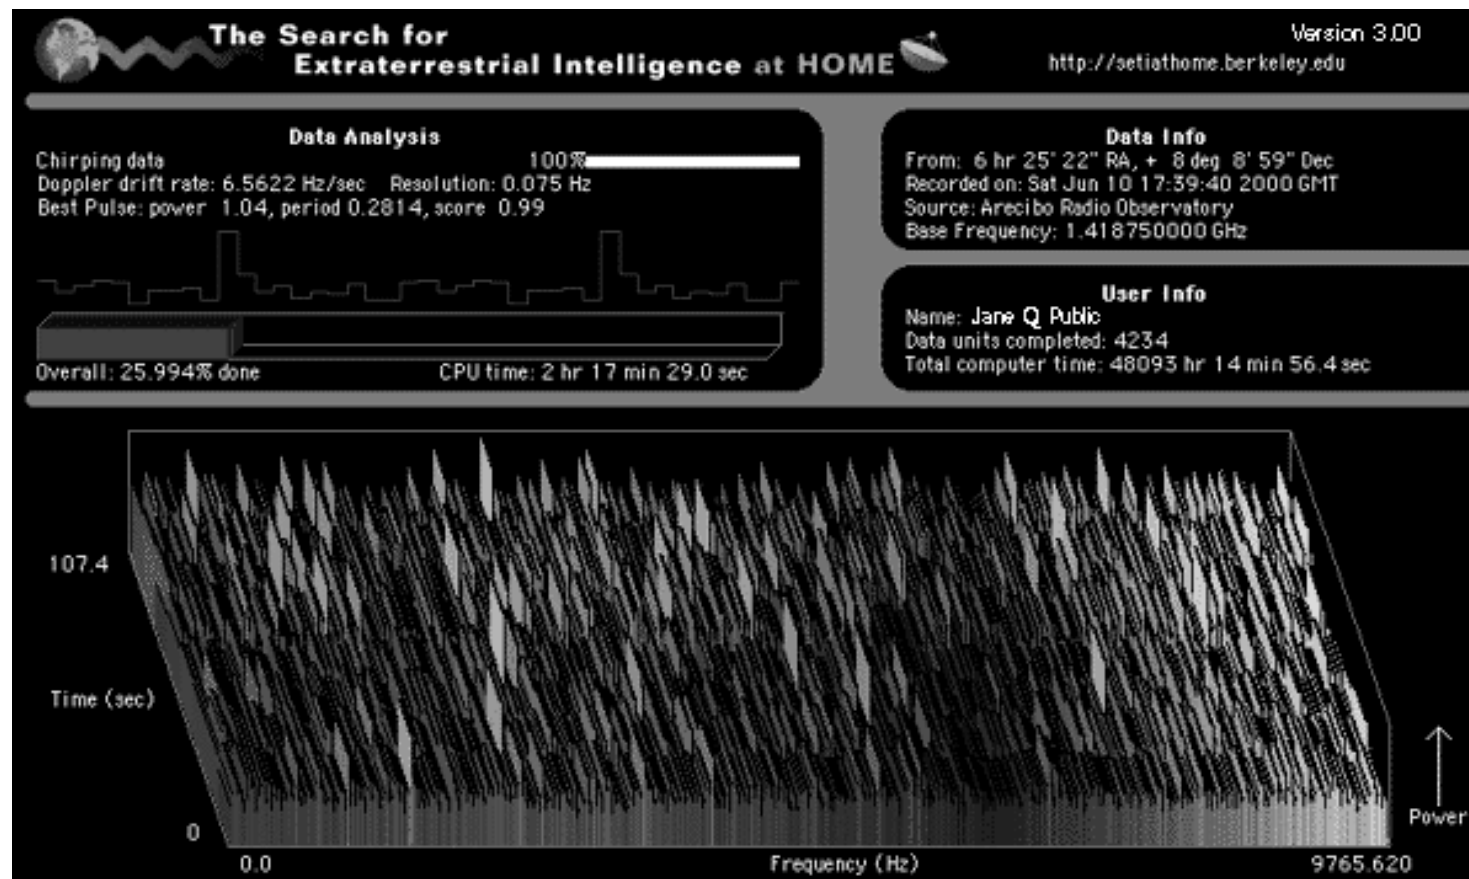 The Search for
Extraterrestrial Intelligence at HOME
Version 3.00
http://setiathome.berkeley.edu
Data Analysis
Chirping data 100%
Doppler drift rate: 6.5622 Hz/sec Resolution: 0.075 Hz
Best Pulse: power 1.04, period 0.2814, score 0.99
Overall: 25.994% done CPU time: 2 hr 17 min 29.0 sec
Data Info
From: 6 hr 25' 22" RA, + 8 deg 8' 59" Dec
Recorded on: Sat Jun 10 17:39:40 2000 GMT
Source: Arecibo Radio Observatory
Base Frequency: 1.418750000 GHz
User Info
Name: Jane Q Public
Data units completed: 4234
Total computer time: 48093 hr 14 min 56.4 sec
107.4
Time (sec)
0
0.0
Frequency (Hz)
9765.620
Power